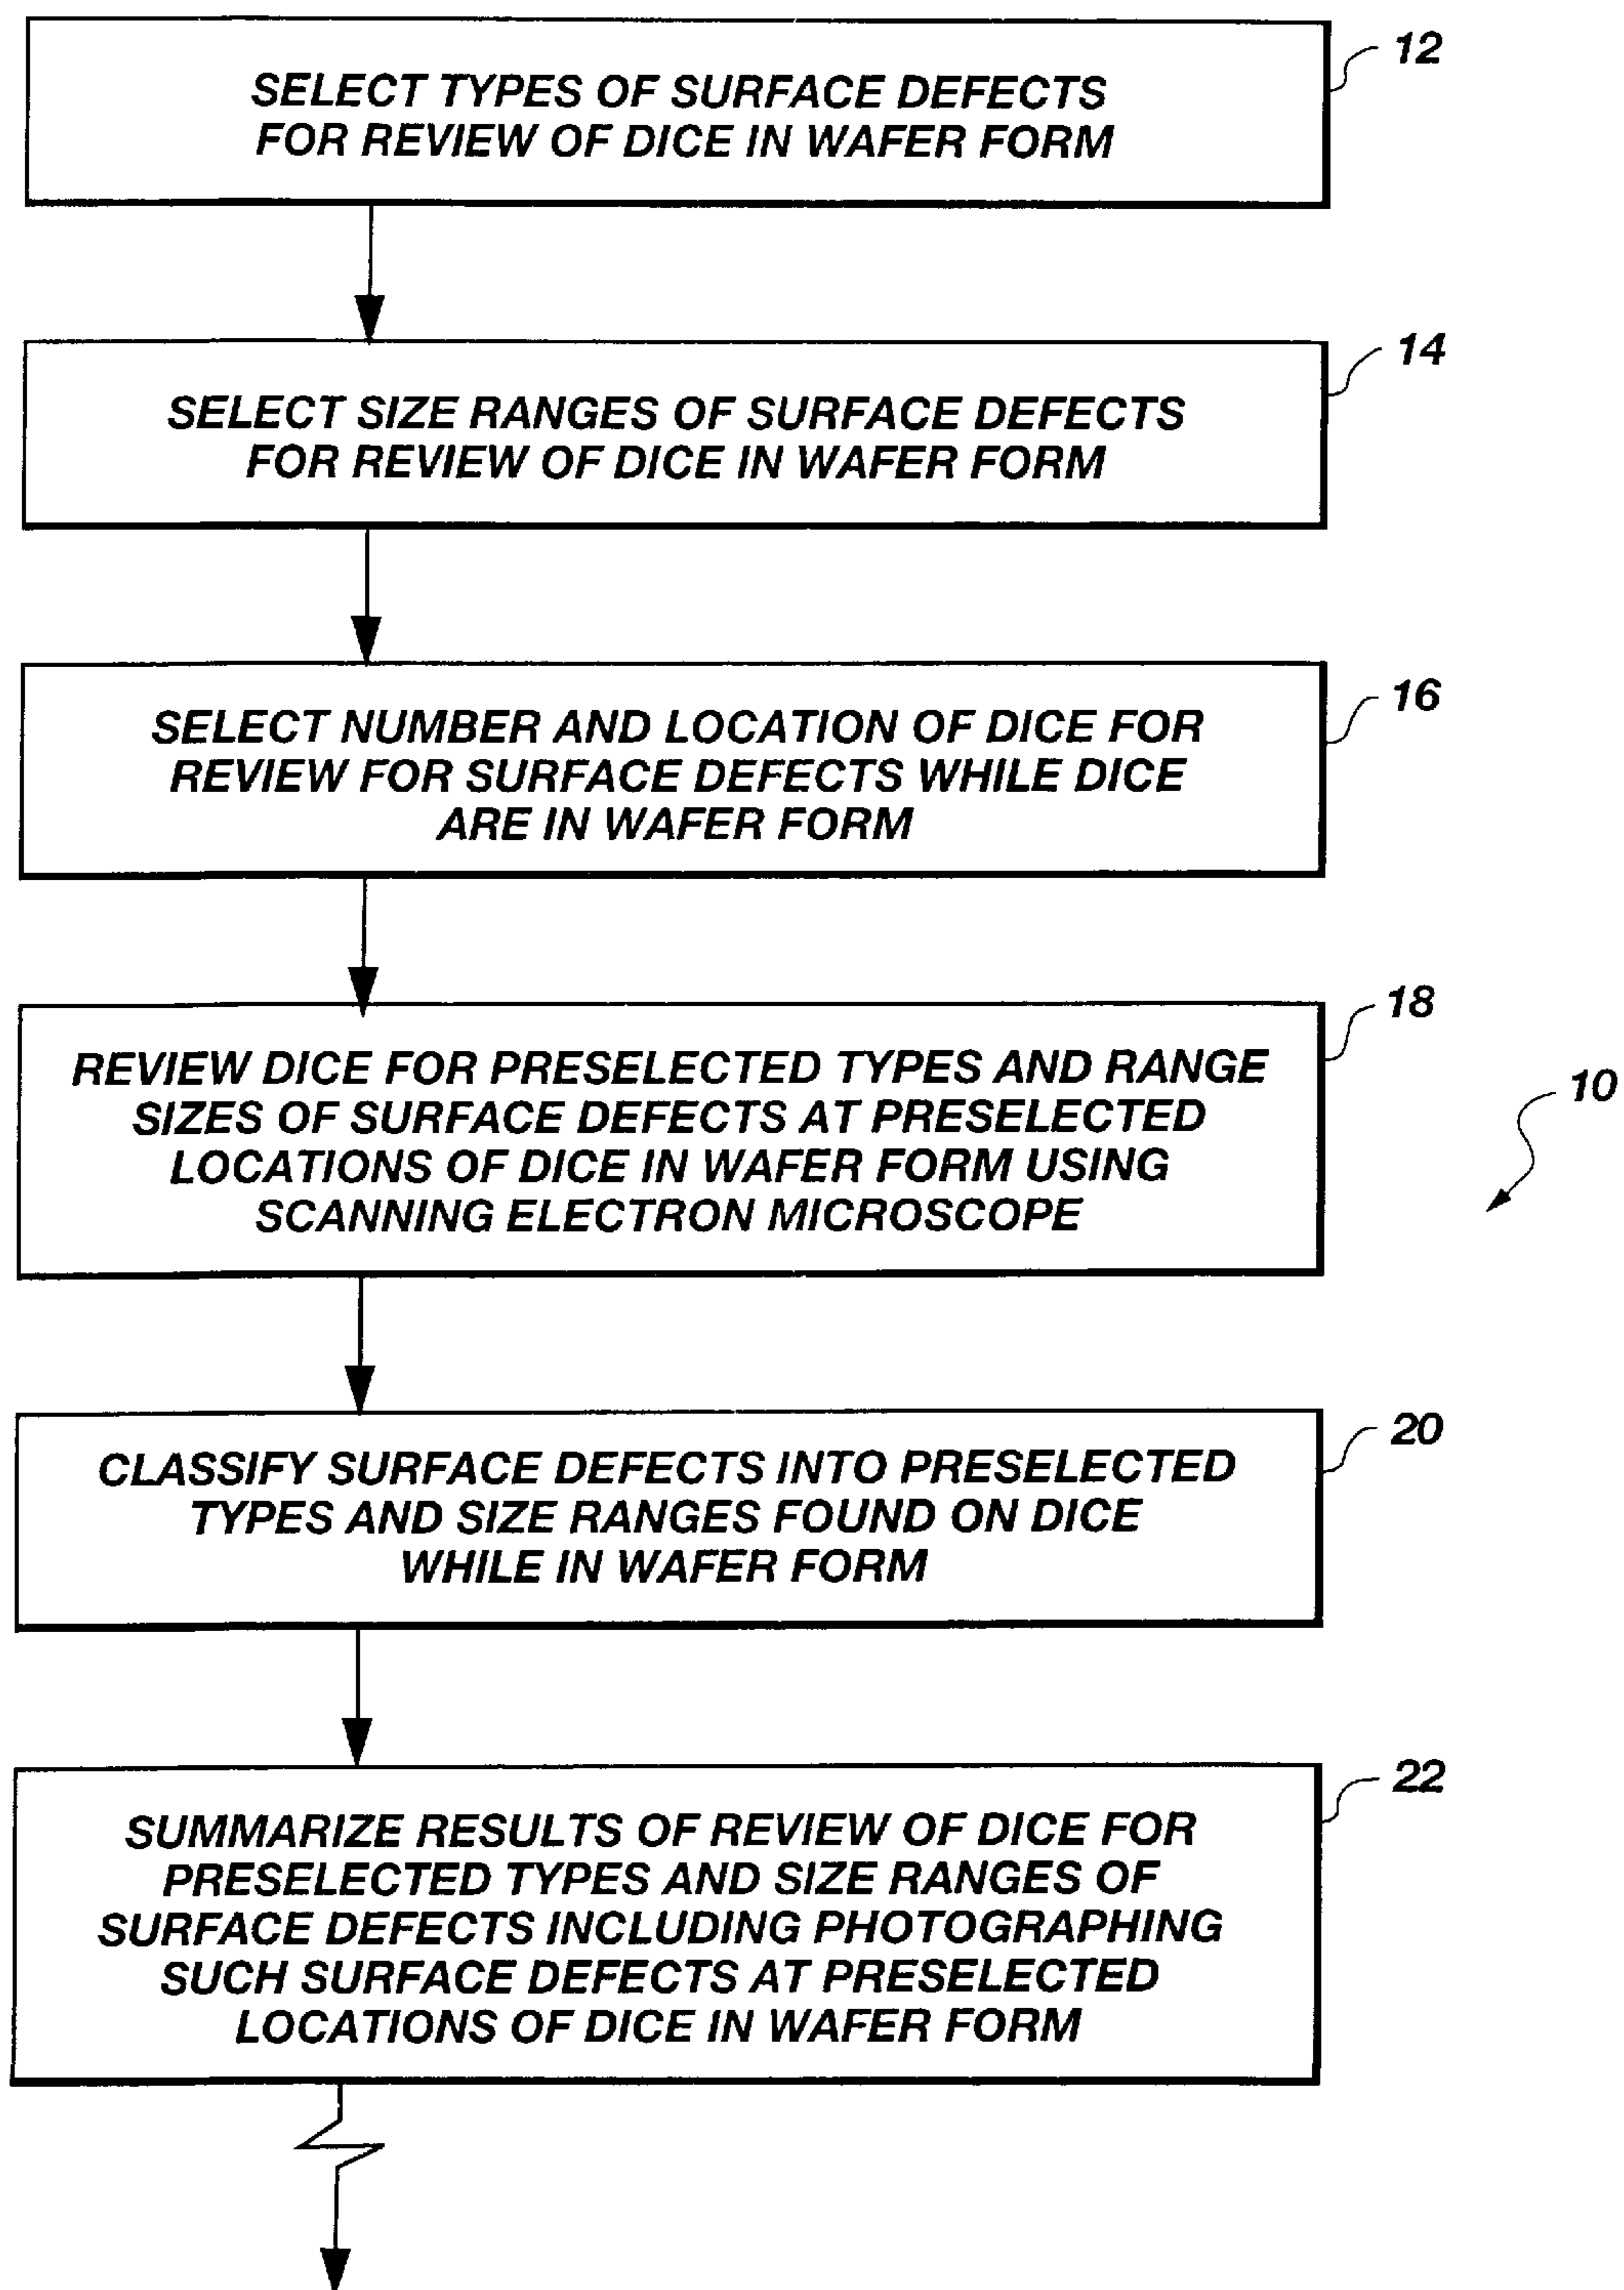 SELECT TYPES OF SURFACE DEFECTS
FOR REVIEW OF DICE IN WAFER FORM
12
SELECT SIZE RANGES OF SURFACE DEFECTS
FOR REVIEW OF DICE IN WAFER FORM
14
SELECT NUMBER AND LOCATION OF DICE FOR
REVIEW FOR SURFACE DEFECTS WHILE DICE
ARE IN WAFER FORM
16
REVIEW DICE FOR PRESELECTED TYPES AND RANGE
SIZES OF SURFACE DEFECTS AT PRESELECTED
LOCATIONS OF DICE IN WAFER FORM USING
SCANNING ELECTRON MICROSCOPE
18
10
CLASSIFY SURFACE DEFECTS INTO PRESELECTED
TYPES AND SIZE RANGES FOUND ON DICE
WHILE IN WAFER FORM
20
SUMMARIZE RESULTS OF REVIEW OF DICE FOR
PRESELECTED TYPES AND SIZE RANGES OF
SURFACE DEFECTS INCLUDING PHOTOGRAPHING
SUCH SURFACE DEFECTS AT PRESELECTED
LOCATIONS OF DICE IN WAFER FORM
22